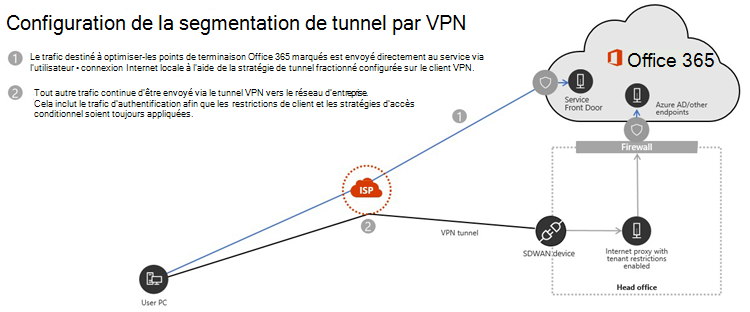 Configuration de la segmentation de tunnel par VPN
1 Le trafic destiné à optimiser-les points de terminaison Office 365 marqués est envoyé directement au service via
l'utilisateur • connexion Internet locale à l'aide de la stratégie de tunnel fractionné configurée sur le client VPN.
2 Tout autre trafic continue d'être envoyé via le tunnel VPN vers le réseau d'entreprise.
Cela inclut le trafic d'authentification afin que les restrictions de client et les stratégies d'accès
conditionnel soient toujours appliquées.
Office 365
Service
Front Door
Azure AD/other
endpoints
1
Firewall
ISP
2
VPN tunnel
SDWAN device
Internet proxy with
tenant restrictions
enabled
Head office
User PC